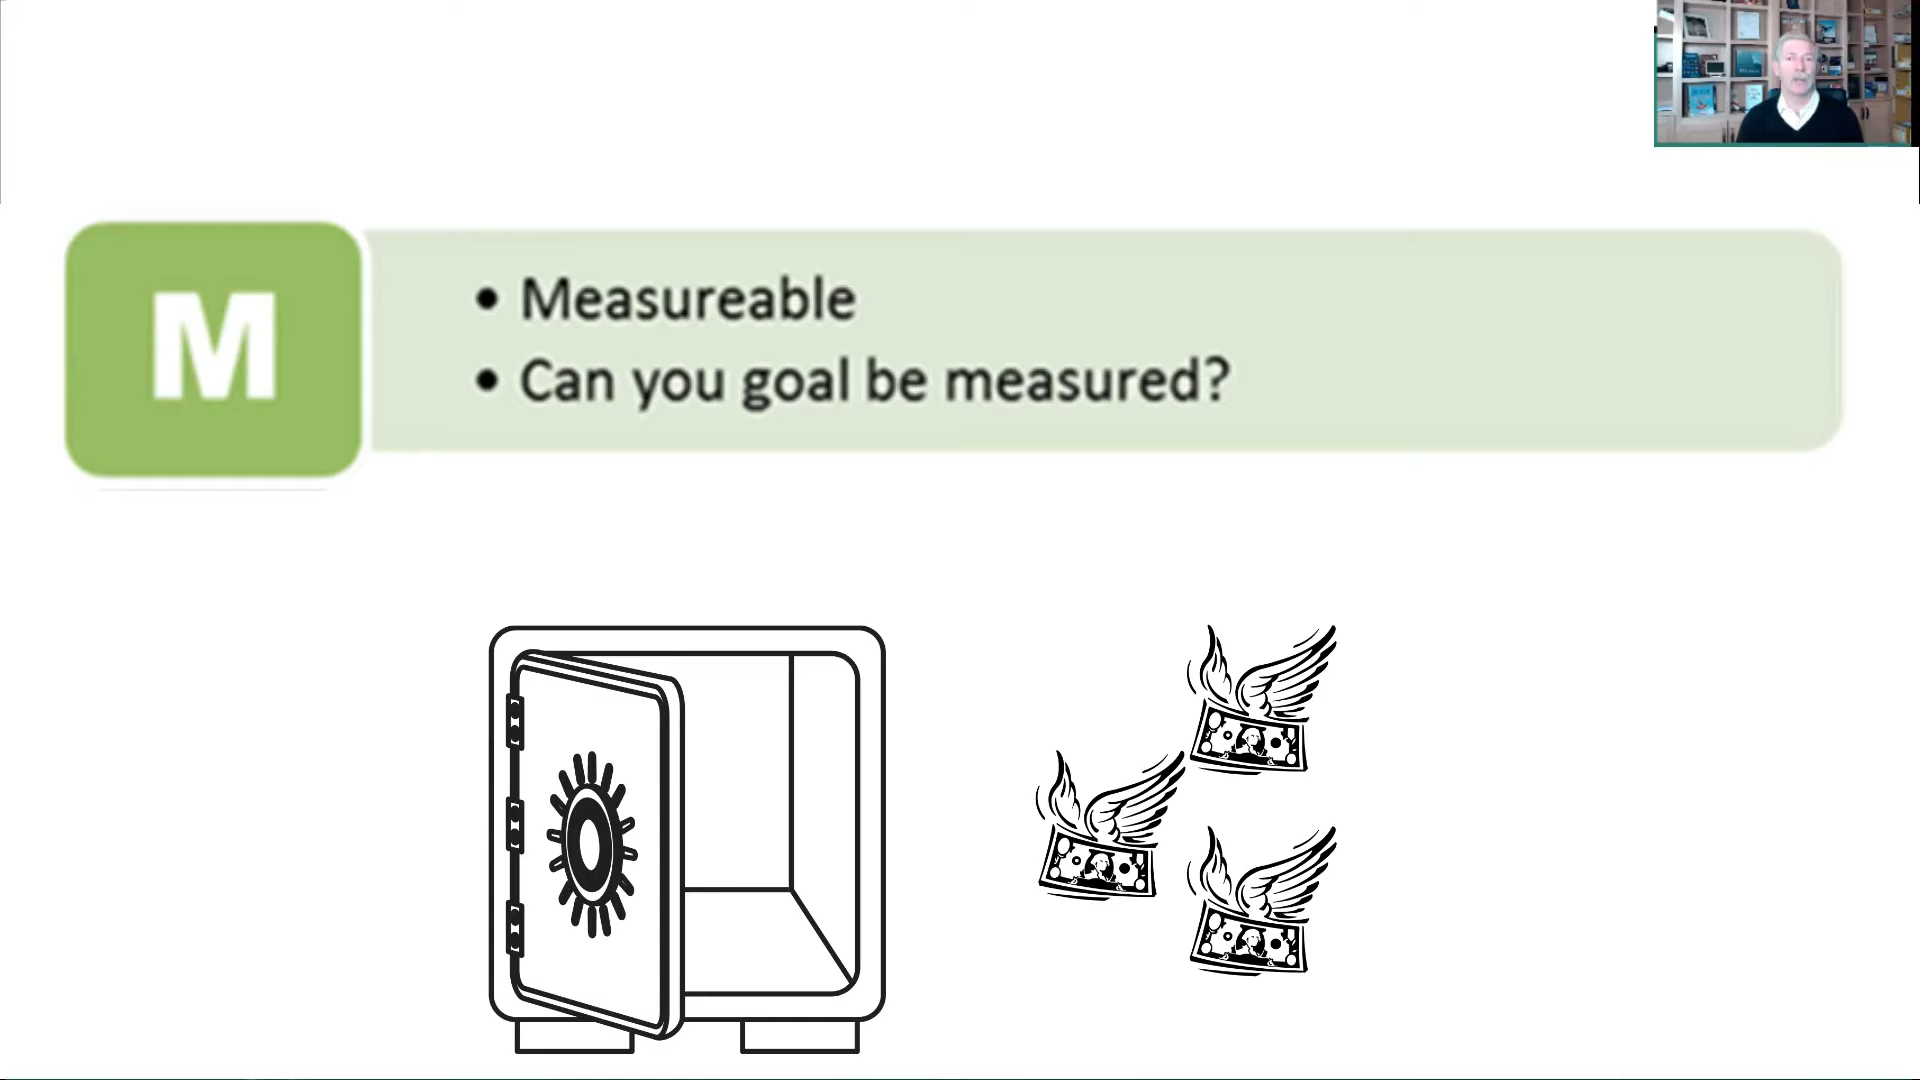 M
• Measureable
• Can you goal be measured?